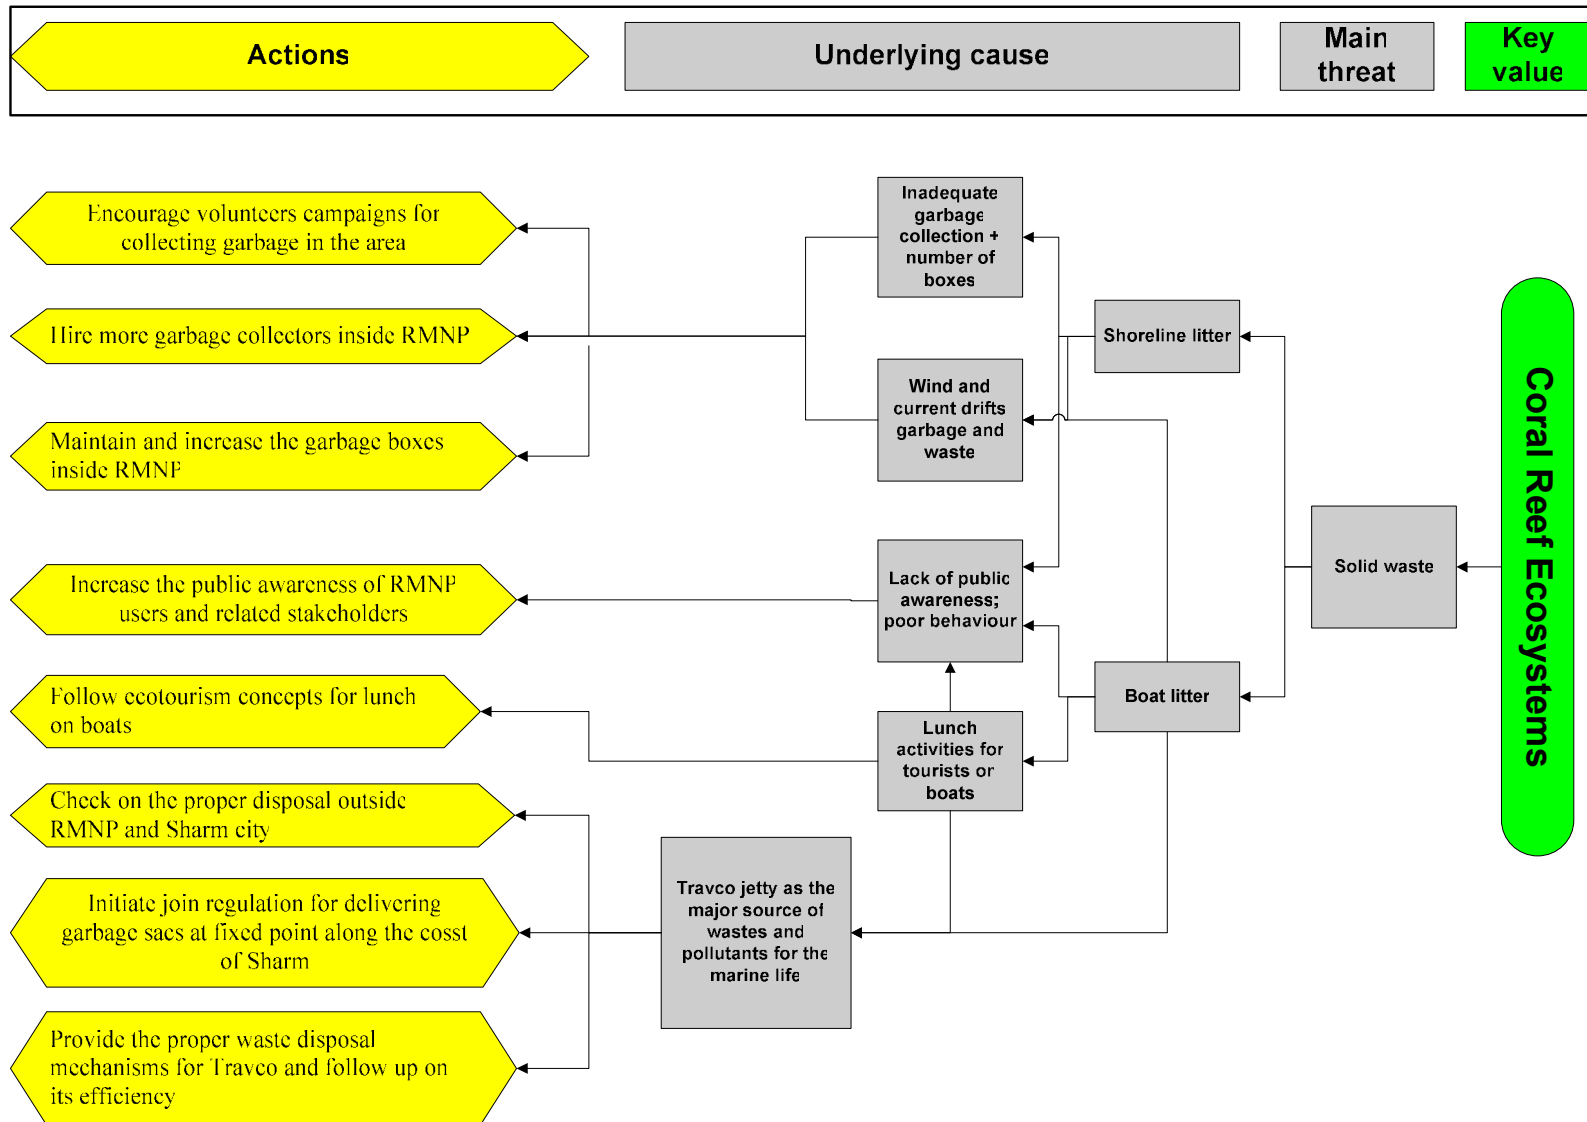 Actions
Underlying cause
Main
threat
Key
value
Encourage volunteers campaigns for
collecting garbage in the area
Hire more garbage collectors inside RMNP
Maintain and increase the garbage boxes
inside RMNP
Increase the public awareness of RMNP
users and related stakeholders
Follow ecotourism concepts for lunch
on boats
Check on the proper disposal outside
RMNP and Sharm city
Initiate join regulation for delivering
garbage sacs at fixed point along the cosst
of Sharm
Provide the proper waste disposal
mechanisms for Travco and follow up on
its efficiency
Inadequate
garbage
collection +
number of
boxes
Wind and
current drifts
garbage and
waste
Lack of public
awareness;
poor behaviour
Lunch
activities for
tourists or
boats
Travco jetty as the
major source of
wastes and
pollutants for the
marine life
Shoreline litter
Boat litter
Solid waste
Coral Reef Ecosystems